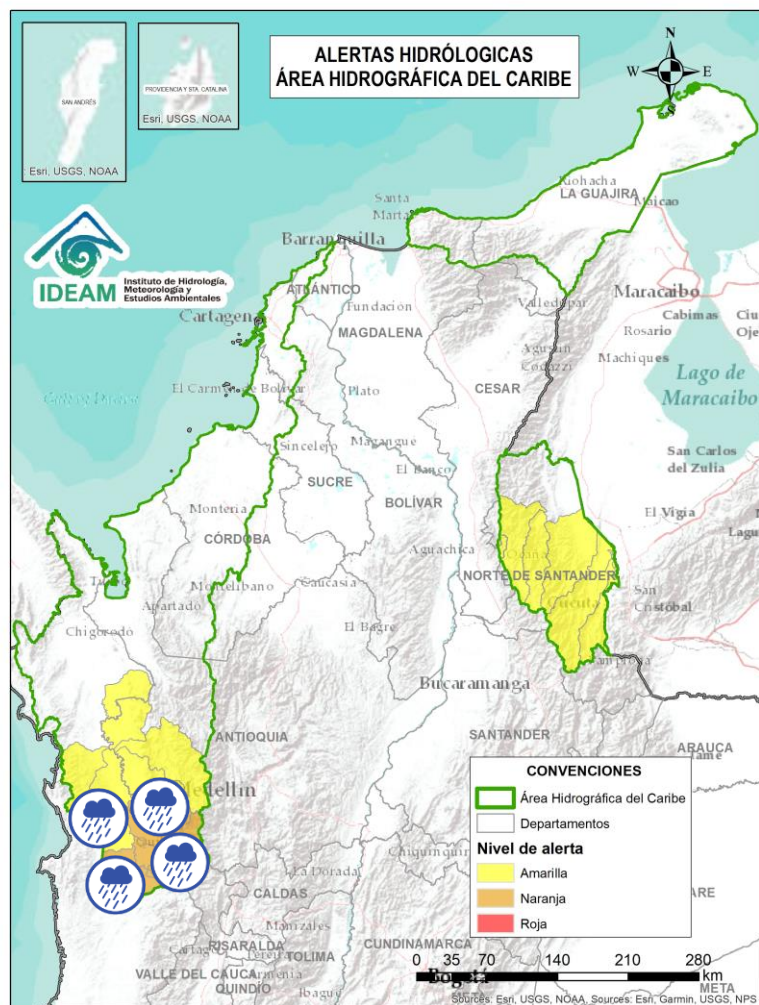 ALERTAS HIDRÓLOGICAS
ÁREA HIDROGRÁFICA DEL CARIBE
N
W
E
S
SAN ANDRÉS
Esri, USGS, NOAA
PROVIDENCIA Y STA. CATALINA
Esri, USGS, NOAA
IDEAM
Instituto de Hidrología,
Meteorología y
Estudios Ambientales
Riohacha
LA GUAJIRA
Maicao
Santa
Marta
Barranquilla
ATLÁNTICO
Fundación
Valledupar
Maracaibo
Cartagena
MAGDALENA
Cabimas
Rosario
Agustín
Codazzi
Machiques
El Carmen de Bolívar
Plato
CESAR
Lago de
Maracaibo
Sincelejo
Magangué
San Carlos
del Zulia
El Banco
SUCRE
BOLÍVAR
Montería
El Vigía
CÓRDOBA
Aguachica
Ocaña
NORTE DE SANTANDER
Montelíbano
Caucasia
Cúcuta
San
Cristóbal
Apartadó
Chigorodó
El Bagre
Pamplona
Bucaramanga
ANTIOQUIA
SANTANDER
ARAUCA
Medellín
CONVENCIONES
Área Hidrográfica del Caribe
Departamentos
Nivel de alerta
Amarilla
Naranja
Roja
La Dorada
CALDAS
Manizales
RISARALDA
TOLIMA
CUNDINAMARCA
VALLE DEL CAUCA
Armenia
QUINDÍO
Ibagué
Bogotá
META
0 35 70 140 210 280
km
Sources: Esri, USGS, NOAA, Sources: Esri, Garmin, USGS, NPS